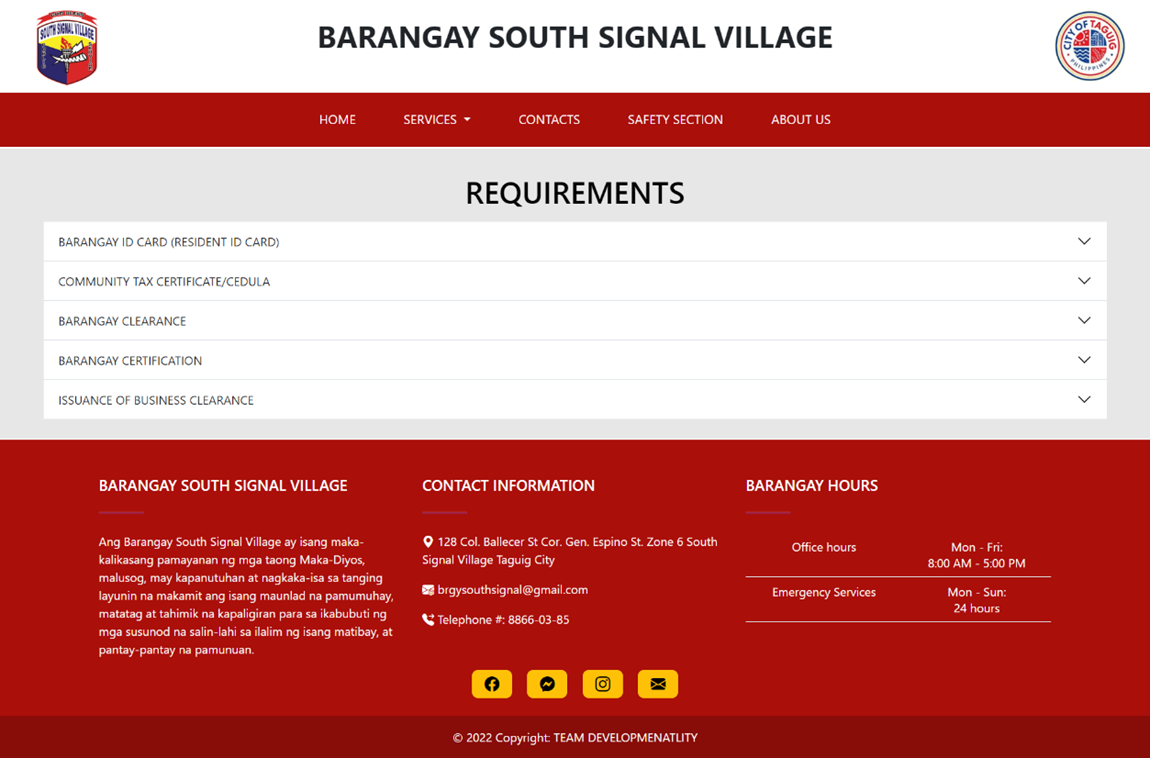 SOUTH SIGNAL VILLAGE
BARANGAY SOUTH SIGNAL VILLAGE
CITY OF TAGUIG
PHILIPPINES
HOME SERVICES CONTACTS SAFETY SECTION ABOUT US
REQUIREMENTS
BARANGAY ID CARD (RESIDENT ID CARD)
COMMUNITY TAX CERTIFICATE/CEDULA
BARANGAY CLEARANCE
BARANGAY CERTIFICATION
ISSUANCE OF BUSINESS CLEARANCE
BARANGAY SOUTH SIGNAL VILLAGE
Ang Barangay South Signal Village ay isang maka-
kalikasang pamayanan ng mga taong Maka-Diyos,
malusog, may kapanutuhan at nagkaka-isa sa tanging
layunin na makamit ang isang maunlad na pamumuhay,
matatag at tahimik na kapaligiran para sa ikabubuti ng
mga susunod na salin-lahi sa ilalim ng isang matibay, at
pantay-pantay na pamunuan.
CONTACT INFORMATION
128 Col. Ballecer St Cor. Gen. Espino St. Zone 6 South
Signal Village Taguig City
brgysouthsignal@gmail.com
Telephone #: 8866-03-85
BARANGAY HOURS
Office hours Mon - Fri:
8:00 AM - 5:00 PM
Emergency Services Mon - Sun:
24 hours
© 2022 Copyright: TEAM DEVELOPMENATLITY